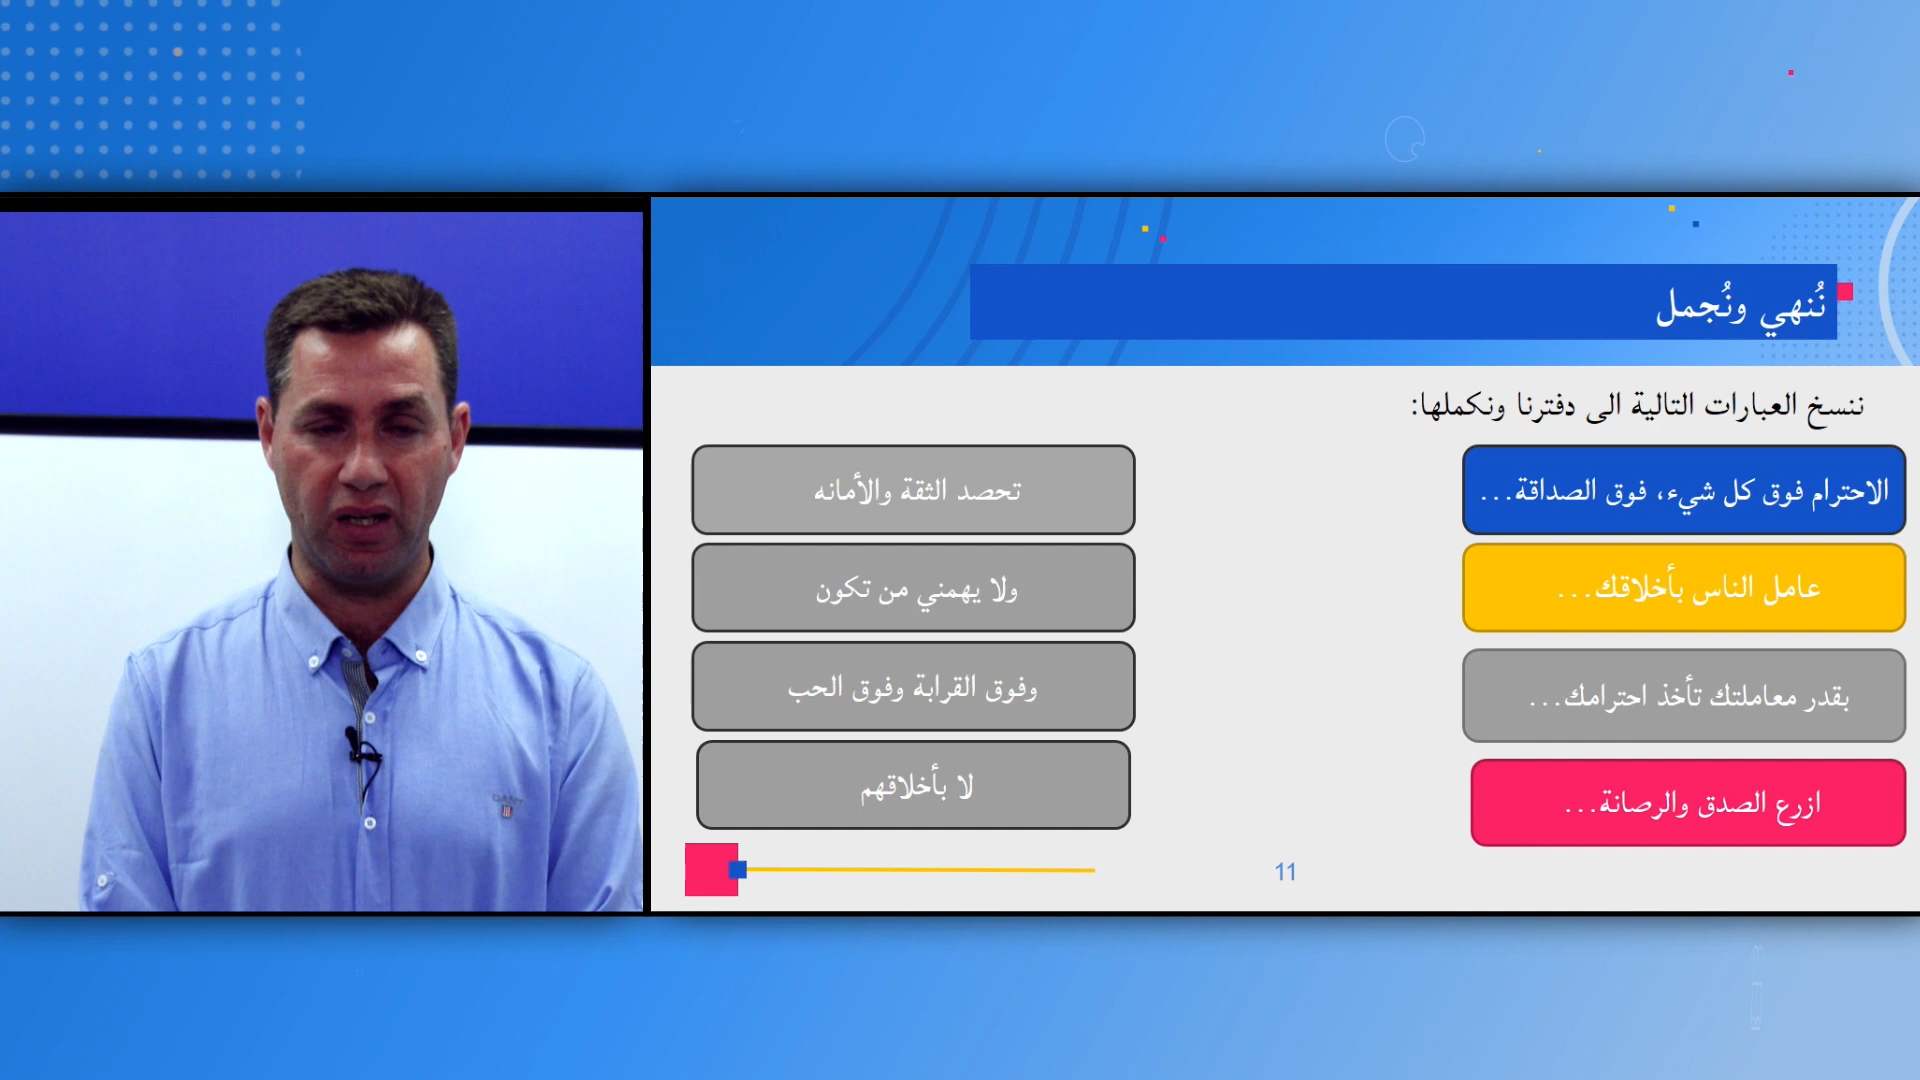 نُنهي ونُجمل
ننسخ العبارات التالية الى دفترنا ونكملها:
الاحترام فوق كل شيء، فوق الصداقة...
تحصد الثقة والأمانه
عامل الناس بأخلاقك...
ولا يهمني من تكون
بقدر معاملتك تأخذ احترامك...
وفوق القرابة وفوق الحب
ازرع الصدق والرصانة...
لا بأخلاقهم
11
GANT